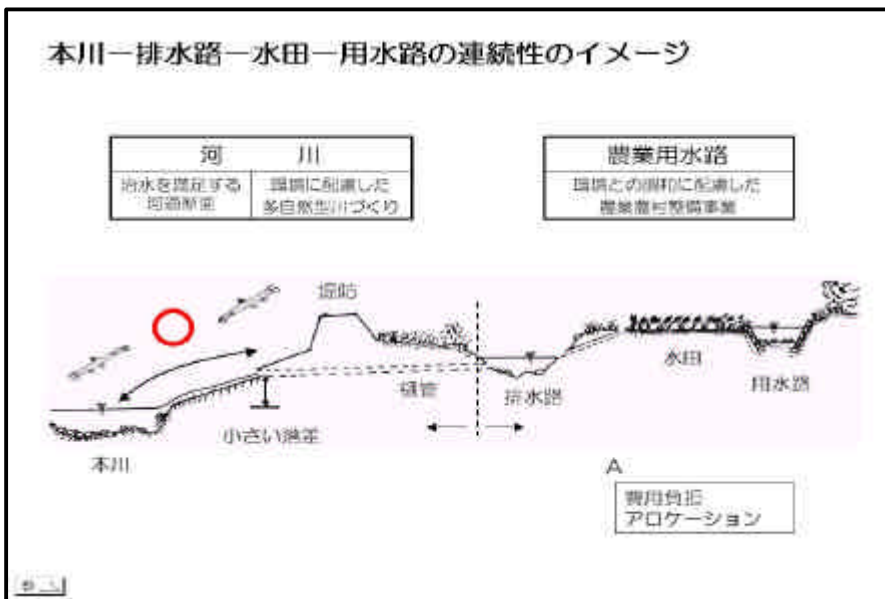 本川－排水路－水田－用水路の連続性のイメージ
河　　川
治水を満足する
河道断面
環境に配慮した
多自然型川づくり
農業用水路
環境との調和に配慮した
農業農村整備事業
堤防
樋管
排水路
水田
用水路
小さい落差
本川
A
費用負担
アロケーション